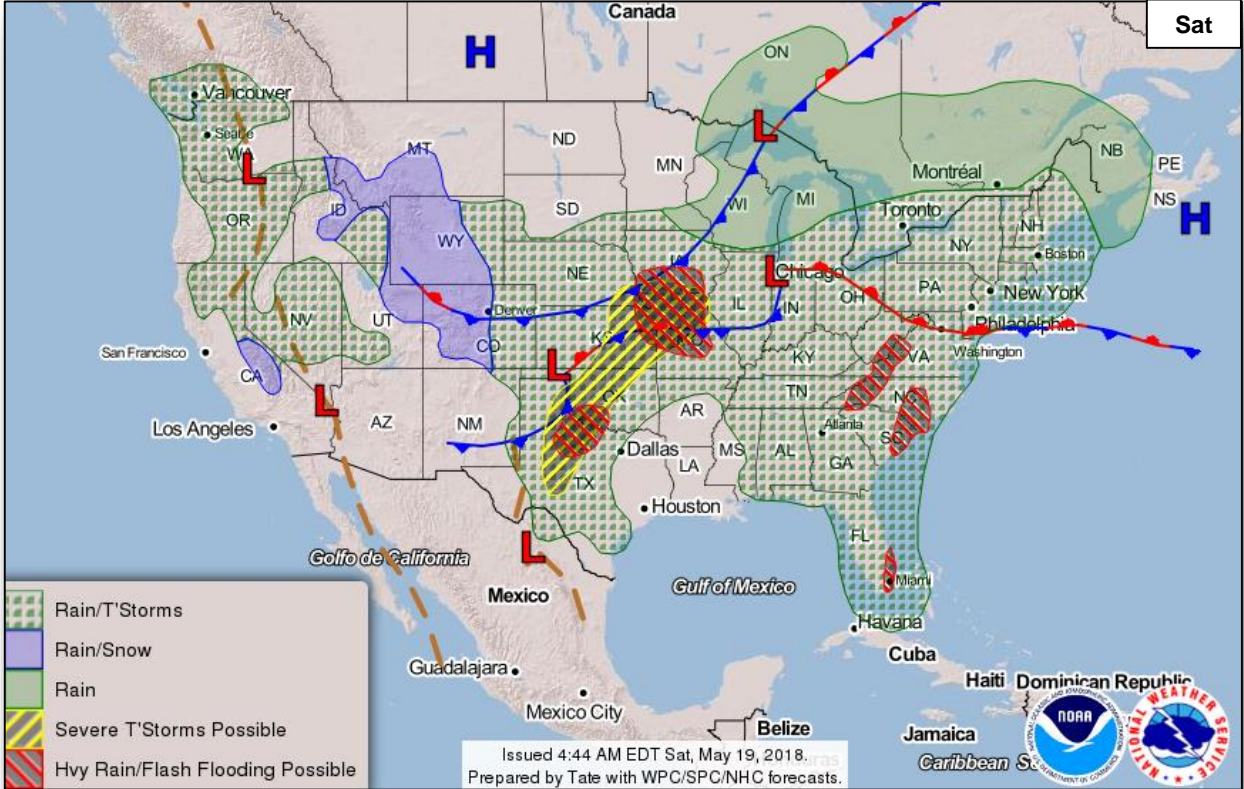 Canada
Sat
H
ON
Vancouver
Seattle
WA
L
MT
ND
MN
L
Montréal
NB
PE
NS
H
OR
ID
SD
WI
MI
Toronto
NH
Boston
NY
WY
NE
IA
L
Chicago
PA
New York
NV
UT
Denver
IL
IN
OH
Philadelphia
San Francisco
CO
KS
MO
Washington
CA
L
KY
VA
L
TN
NC
Los Angeles
AZ
NM
OK
AR
Atlanta
SC
Dallas
MS
AL
GA
LA
TX
Houston
FL
L
Golfo de California
Miami
Mexico
Gulf of Mexico
Havana
Cuba
Guadalajara
Haiti
Dominican Republic
Mexico City
Belize
Jamaica
Caribbean
Rain/T'Storms
Rain/Snow
Rain
Severe T'Storms Possible
Hvy Rain/Flash Flooding Possible
Issued 4:44 AM EDT Sat, May 19, 2018.
Prepared by Tate with WPC/SPC/NHC forecasts.
NOAA
NATIONAL WEATHER SERVICE